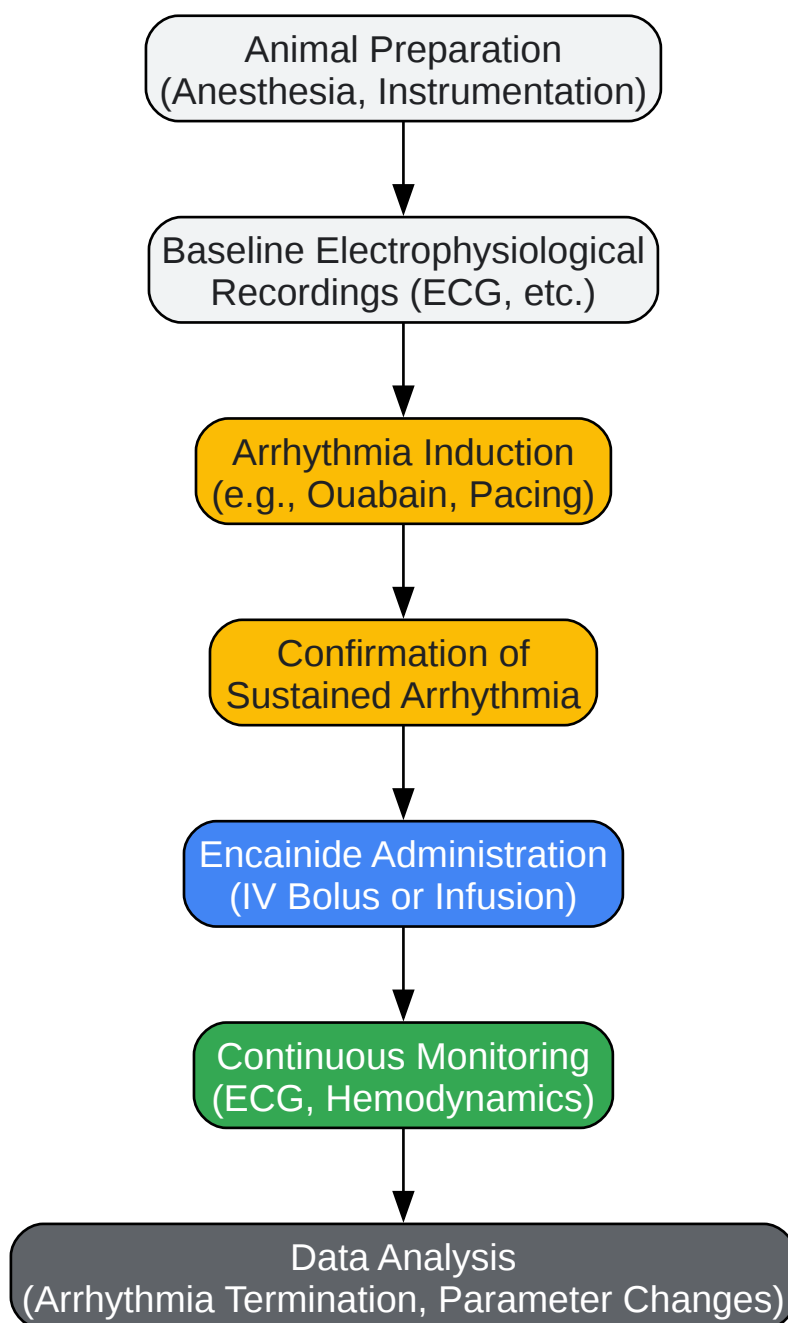 Animal Preparation
(Anesthesia, Instrumentation)
Baseline Electrophysiological
Recordings (ECG, etc.)
Arrhythmia Induction
(e.g., Ouabain, Pacing)
Confirmation of
Sustained Arrhythmia
Encainide Administration
(IV Bolus or Infusion)
Continuous Monitoring
(ECG, Hemodynamics)
Data Analysis
(Arrhythmia Termination, Parameter Changes)